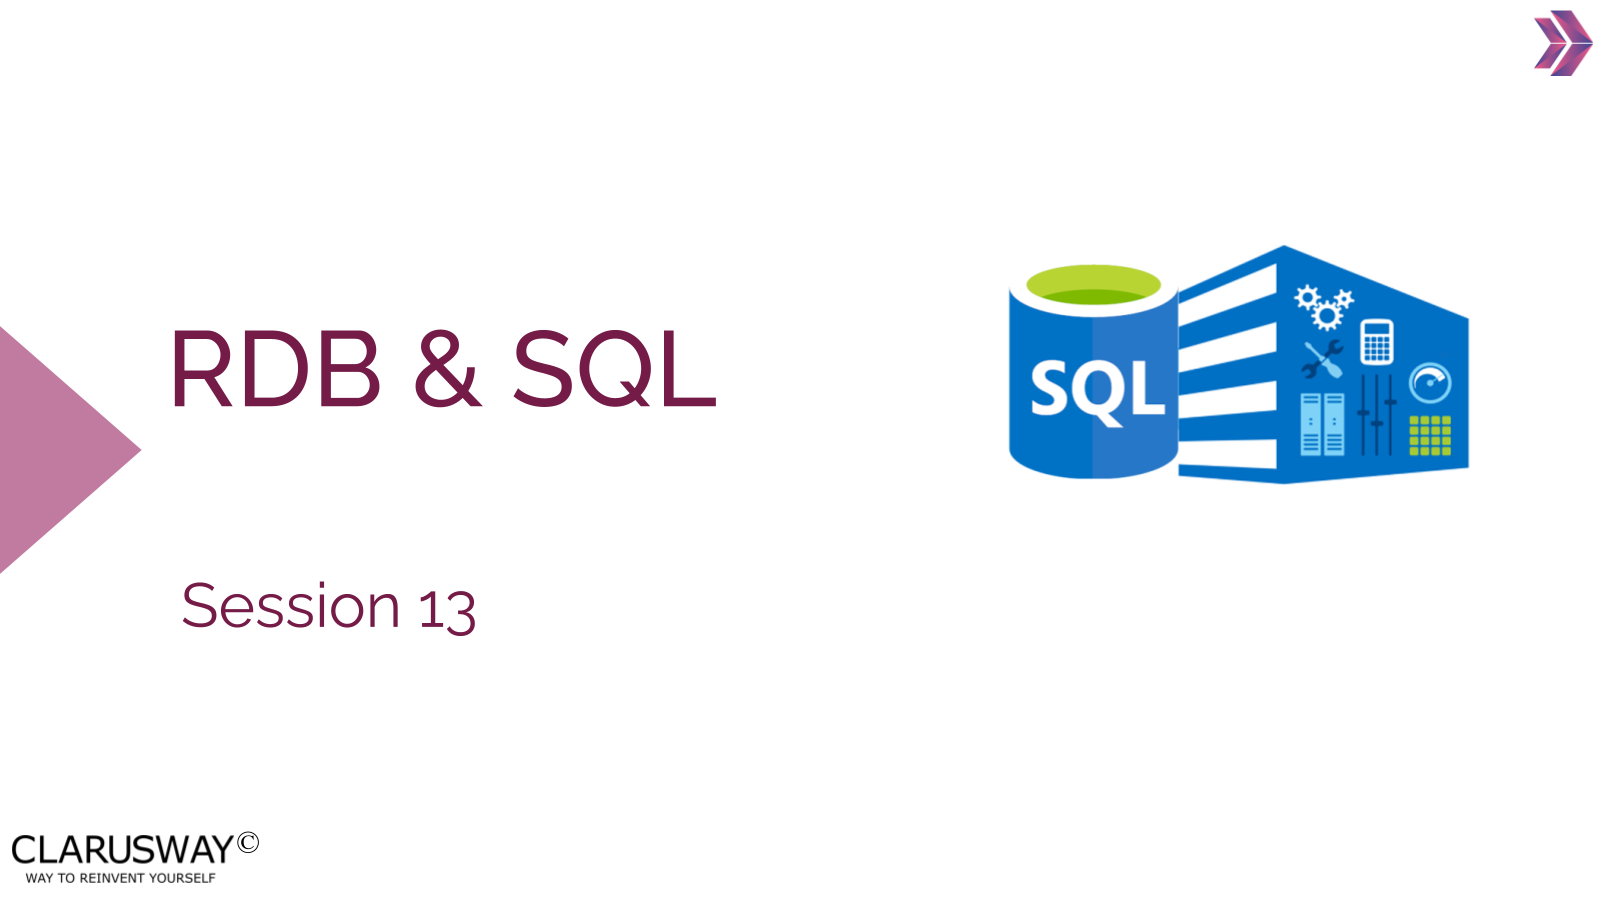 RDB & SQL
SQL
Session 13
CLARUSWAY©
WAY TO REINVENT YOURSELF